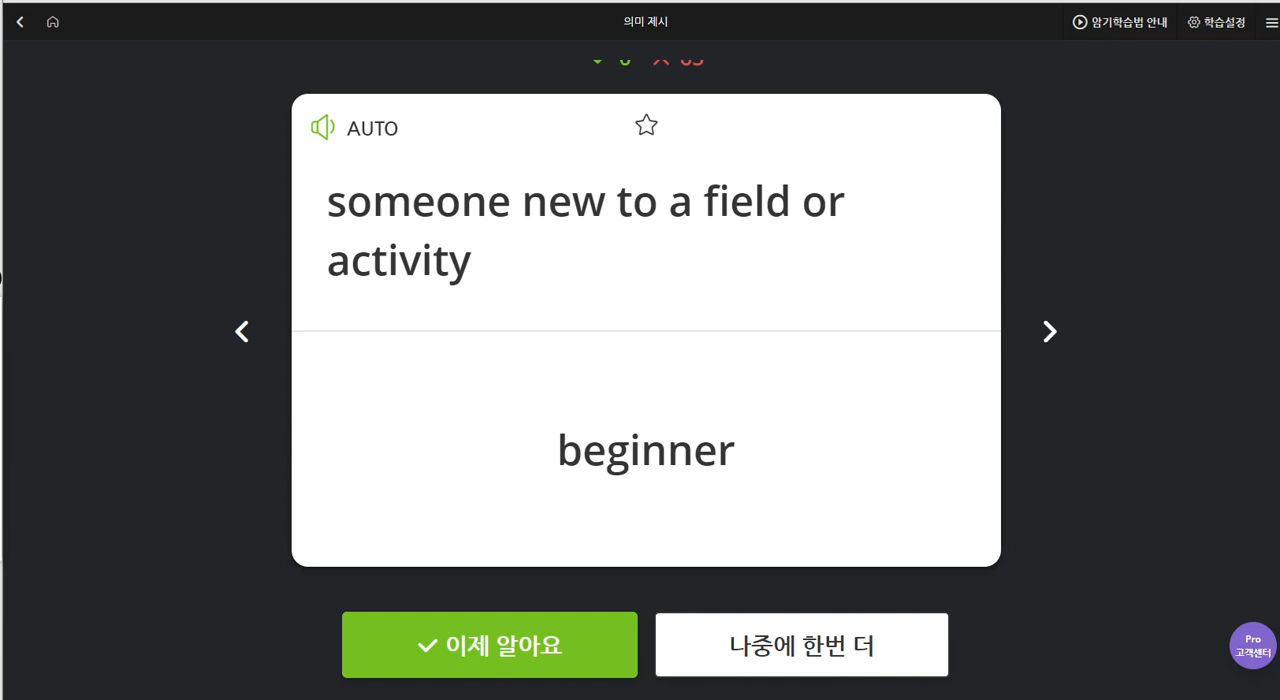 의미 제시
암기학습법 안내
학습설정
AUTO
someone new to a field or
activity
beginner
이제 알아요
나중에 한번 더
Pro
고객센터